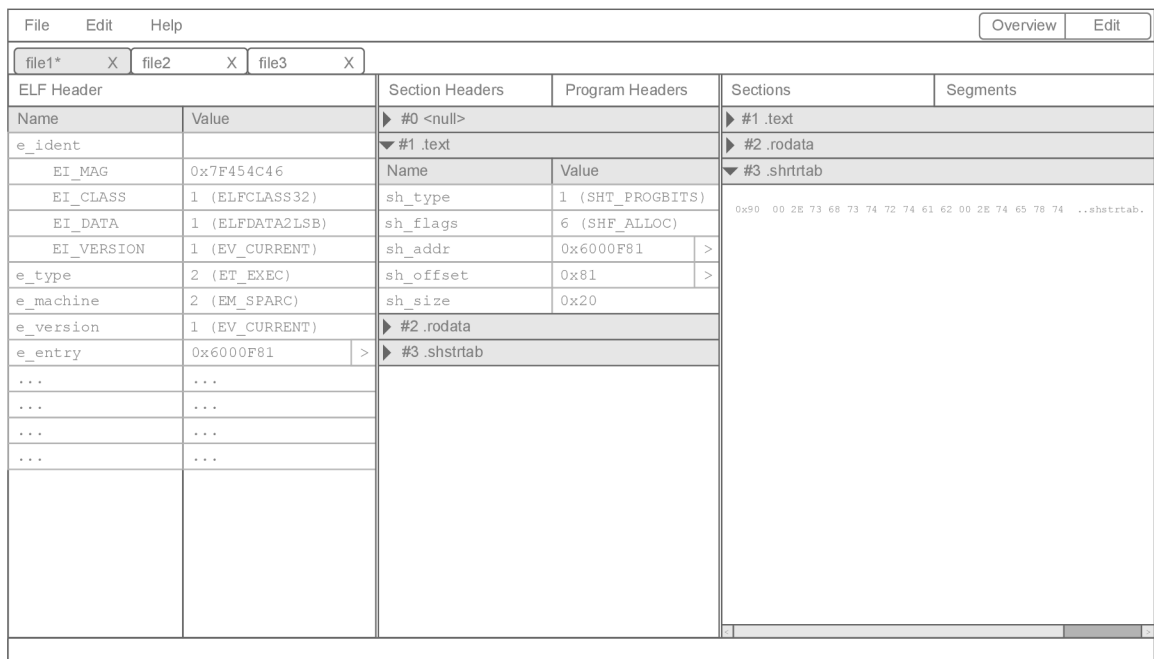 File Edit Help Overview Edit
file1* X file2 X file3 X
ELF Header
Name Value
e_ident
EI_MAG 0x7F454C46
EI_CLASS 1 (ELFCLASS32)
EI_DATA 1 (ELFDATA2LSB)
EI_VERSION 1 (EV_CURRENT)
e_type 2 (ET_EXEC)
e_machine 2 (EM_SPARC)
e_version 1 (EV_CURRENT)
e_entry 0x6000F81 >
... ...
... ...
... ...
... ...
Section Headers Program Headers
#0 <null>
#1 .text
Name Value
sh_type 1 (SHT_PROGBITS)
sh_flags 6 (SHF_ALLOC)
sh_addr 0x6000F81 >
sh_offset 0x81 >
sh_size 0x20
#2 .rodata
#3 .shstrtab
Sections Segments
#1 .text
#2 .rodata
#3 .shrtrtab
0x90 00 2E 73 68 73 74 72 74 61 62 00 2E 74 65 78 74 ..shstrtab.
< >